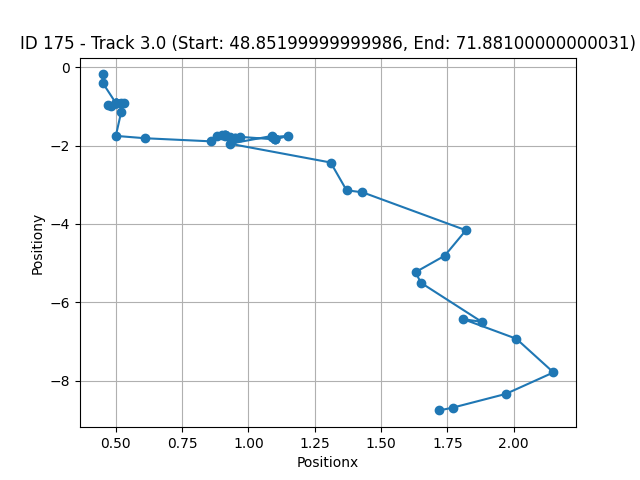 ID 175 - Track 3.0 (Start: 48.85199999999986, End: 71.88100000000031)
0
−2
−4
−6
−8
Positiony
0.50 0.75 1.00 1.25 1.50 1.75 2.00
Positionx